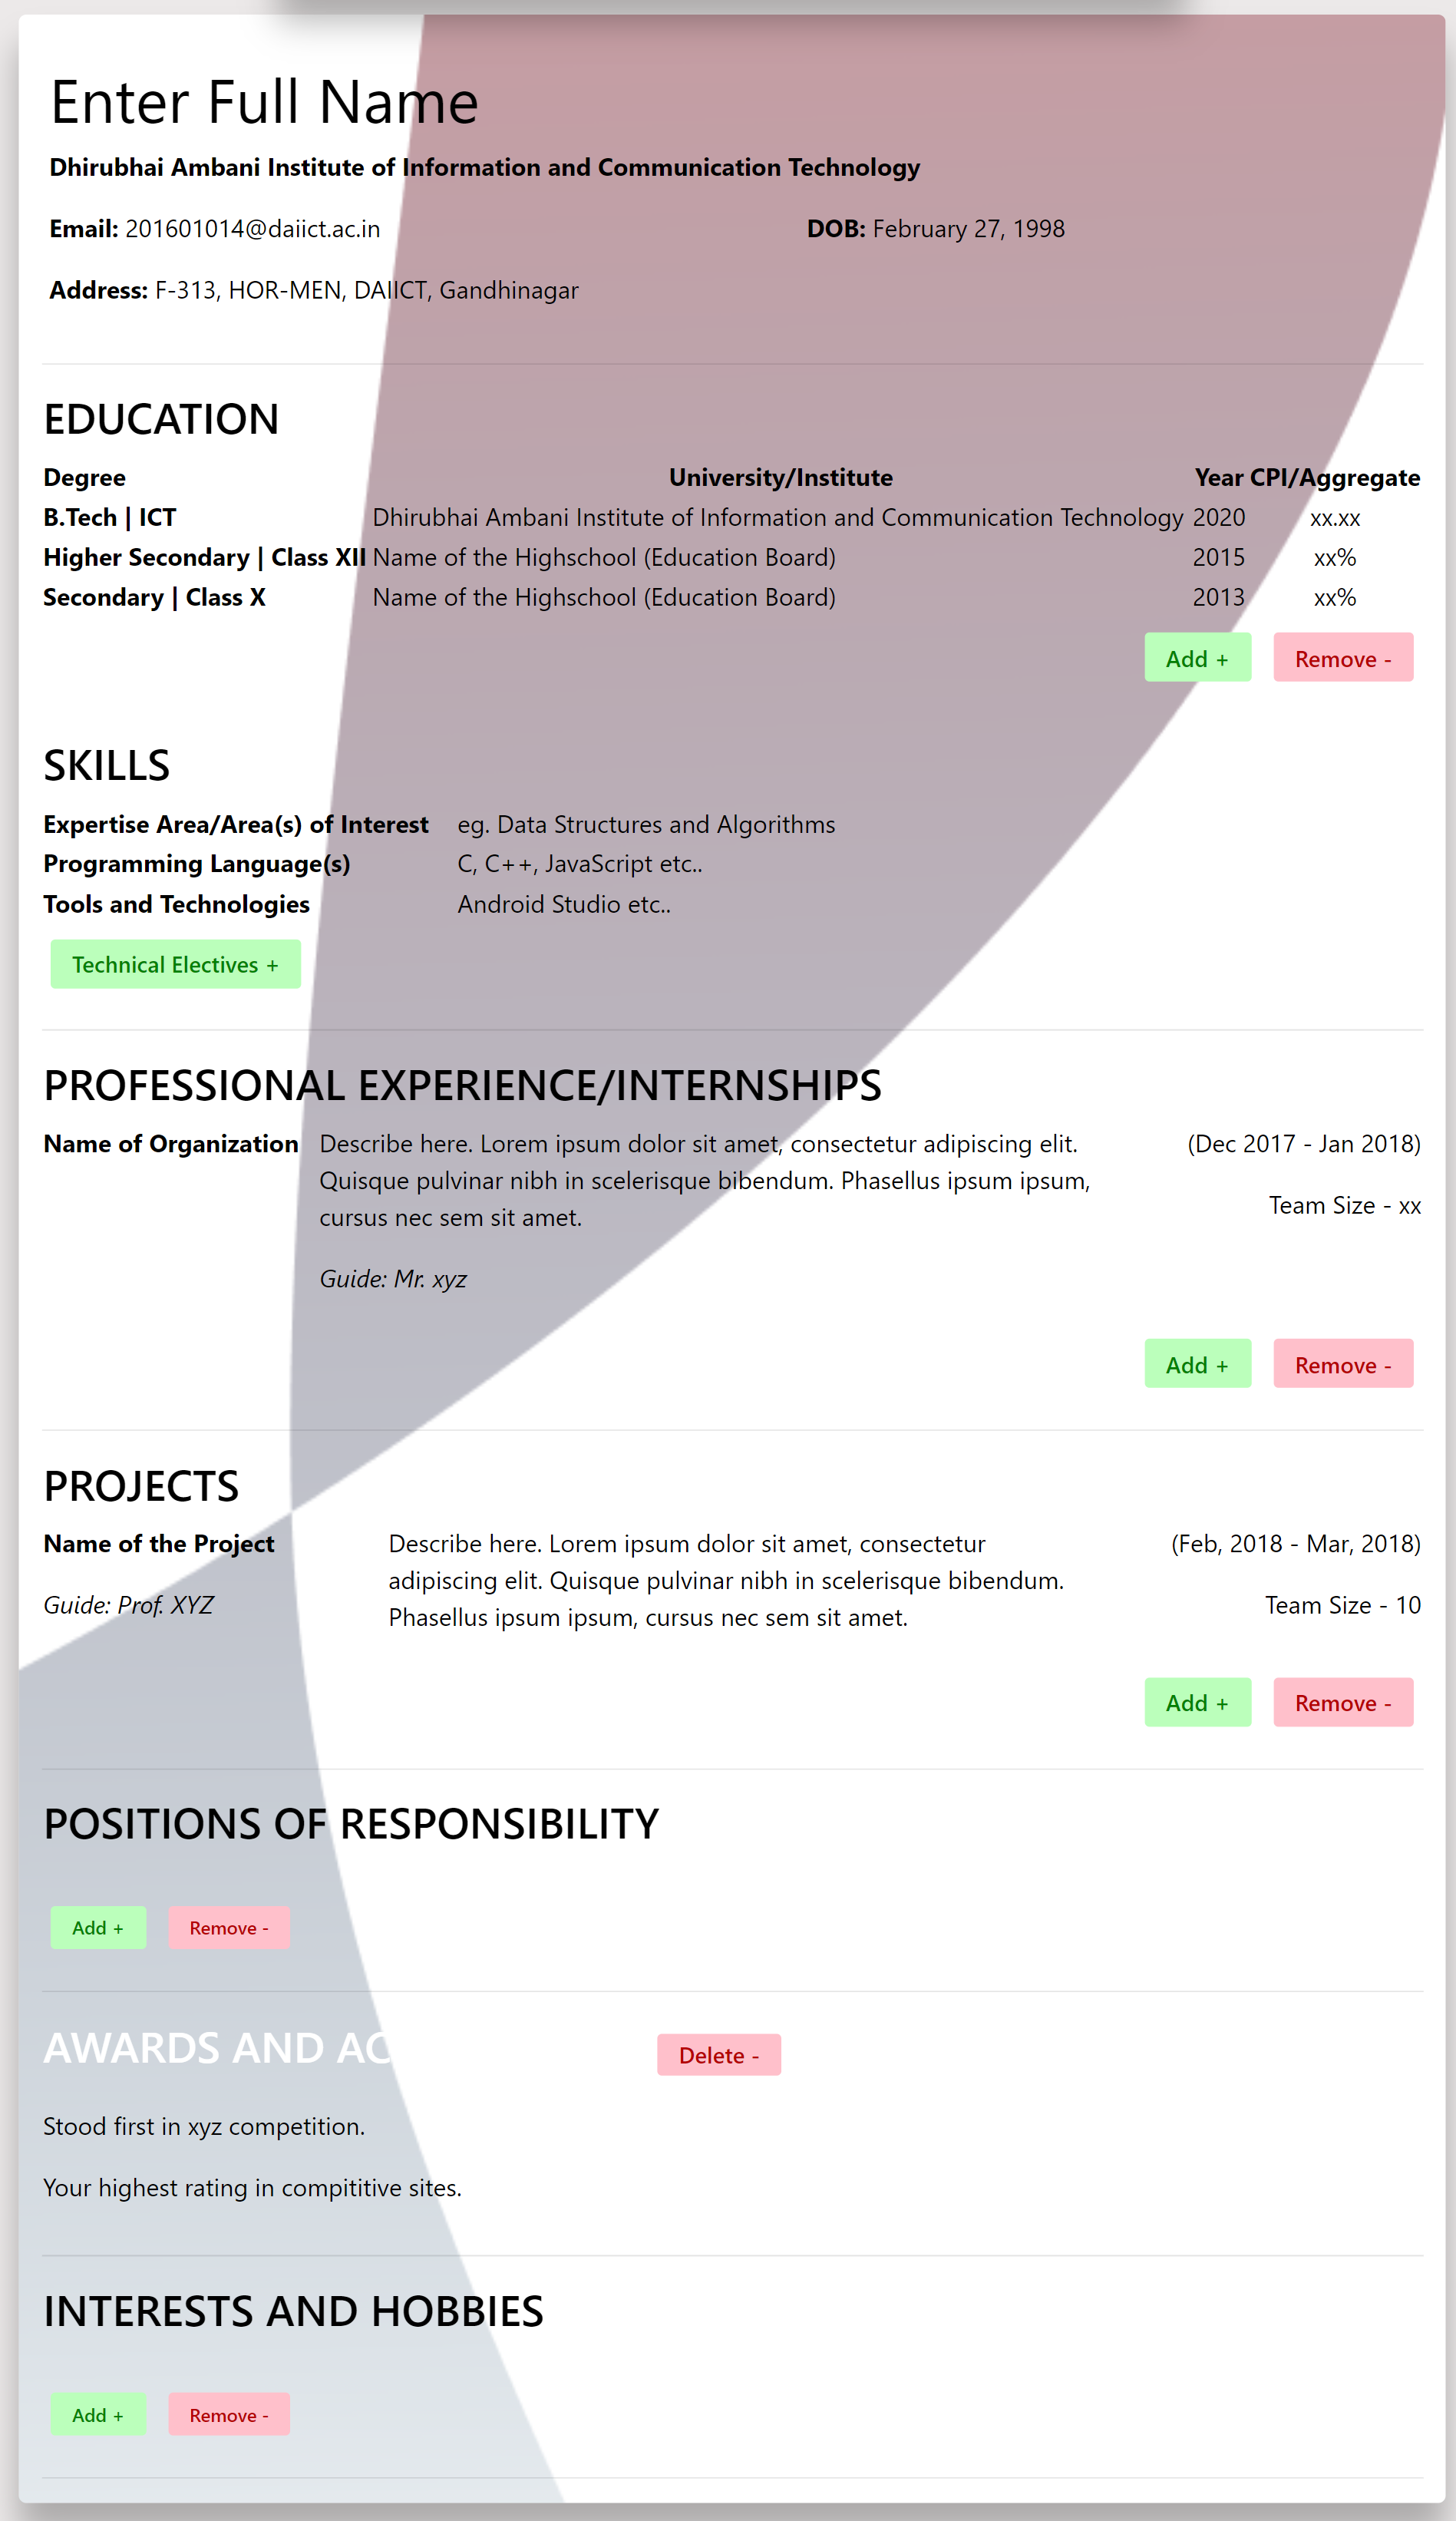 Enter Full Name
Dhirubhai Ambani Institute of Information and Communication Technology
Email: 201601014@daiict.ac.in DOB: February 27, 1998
Address: F-313, HOR-MEN, DAIICT, Gandhinagar
EDUCATION
Degree University/Institute Year CPI/Aggregate
B.Tech | ICT Dhirubhai Ambani Institute of Information and Communication Technology 2020 xx.xx
Higher Secondary | Class XII Name of the Highschool (Education Board) 2015 xx%
Secondary | Class X Name of the Highschool (Education Board) 2013 xx%
Add + Remove -
SKILLS
Expertise Area/Area(s) of Interest eg. Data Structures and Algorithms
Programming Language(s) C, C++, JavaScript etc..
Tools and Technologies Android Studio etc..
Technical Electives +
PROFESSIONAL EXPERIENCE/INTERNSHIPS
Name of Organization Describe here. Lorem ipsum dolor sit amet, consectetur adipiscing elit. (Dec 2017 - Jan 2018)
Quisque pulvinar nibh in scelerisque bibendum. Phasellus ipsum ipsum,
cursus nec sem sit amet.
Team Size - xx
Guide: Mr. xyz
Add + Remove -
PROJECTS
Name of the Project Describe here. Lorem ipsum dolor sit amet, consectetur (Feb, 2018 - Mar, 2018)
adipiscing elit. Quisque pulvinar nibh in scelerisque bibendum.
Guide: Prof. XYZ Phasellus ipsum ipsum, cursus nec sem sit amet. Team Size - 10
Add + Remove -
POSITIONS OF RESPONSIBILITY
Add + Remove -
AWARDS AND AC Delete -
Stood first in xyz competition.
Your highest rating in compititive sites.
INTERESTS AND HOBBIES
Add + Remove -